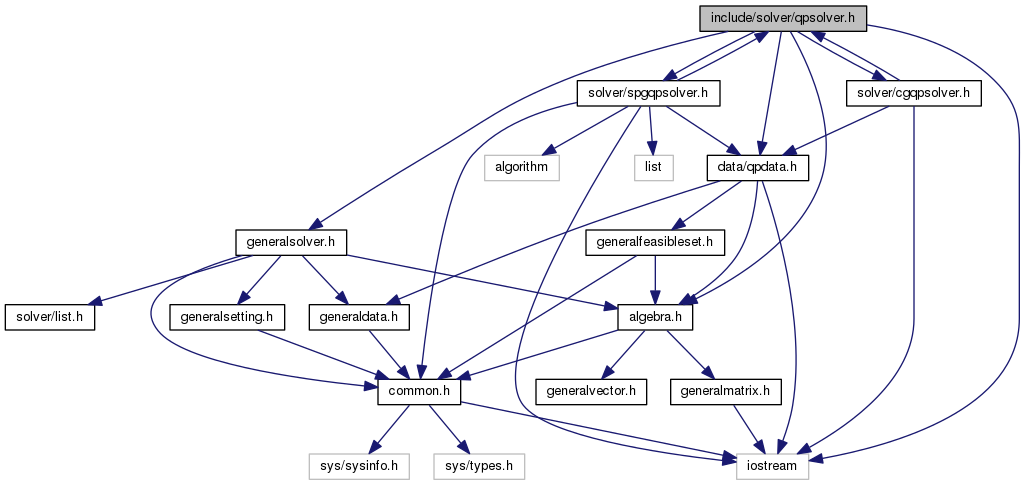 include/solver/qpsolver.h
solver/spgqpsolver.h
solver/cgqpsolver.h
algorithm
list
data/qpdata.h
generalsolver.h
generalfeasibleset.h
solver/list.h
generalsetting.h
generaldata.h
algebra.h
common.h
generalvector.h
generalmatrix.h
sys/sysinfo.h
sys/types.h
iostream